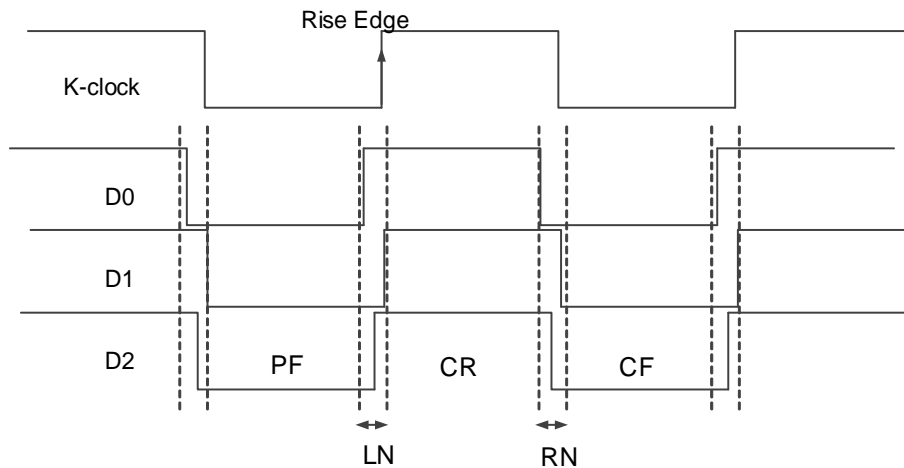 Rise Edge
K-clock
D0
D1
D2
PF
CR
CF
LN
RN